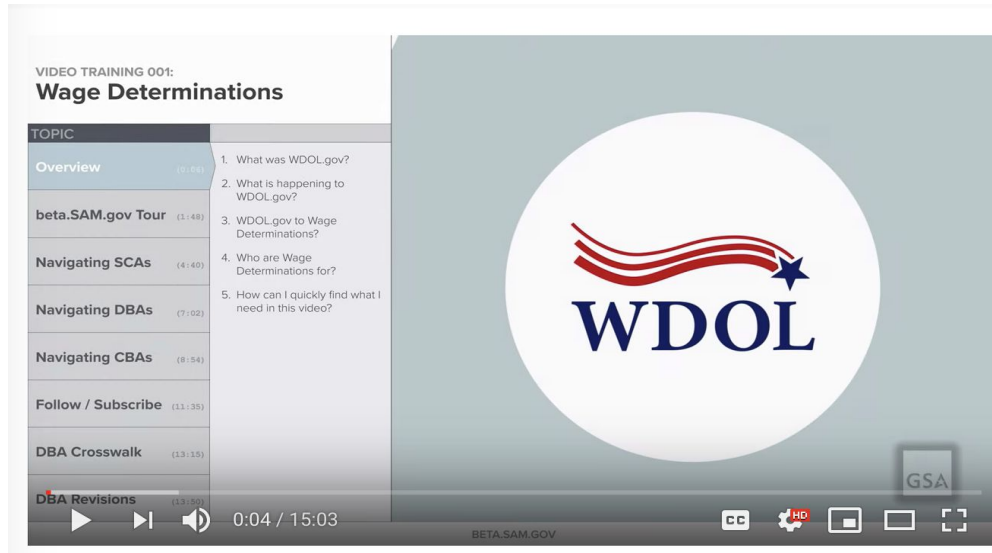 VIDEO TRAINING 001:
Wage Determinations
TOPIC
Overview (0:05)
beta.SAM.gov Tour (1:48)
Navigating SCAs (4:40)
Navigating DBAs (7:02)
Navigating CBAs (8:54)
Follow / Subscribe (11:35)
DBA Crosswalk (13:15)
DBA Revisions (13:50)
1. What was WDOL.gov?
2. What is happening to
WDOL.gov?
3. WDOL.gov to Wage
Determinations?
4. Who are Wage
Determinations for?
5. How can I quickly find what I
need in this video?
WDOL
GSA
0:04 / 15:03
CC
HD
BETA.SAM.GOV